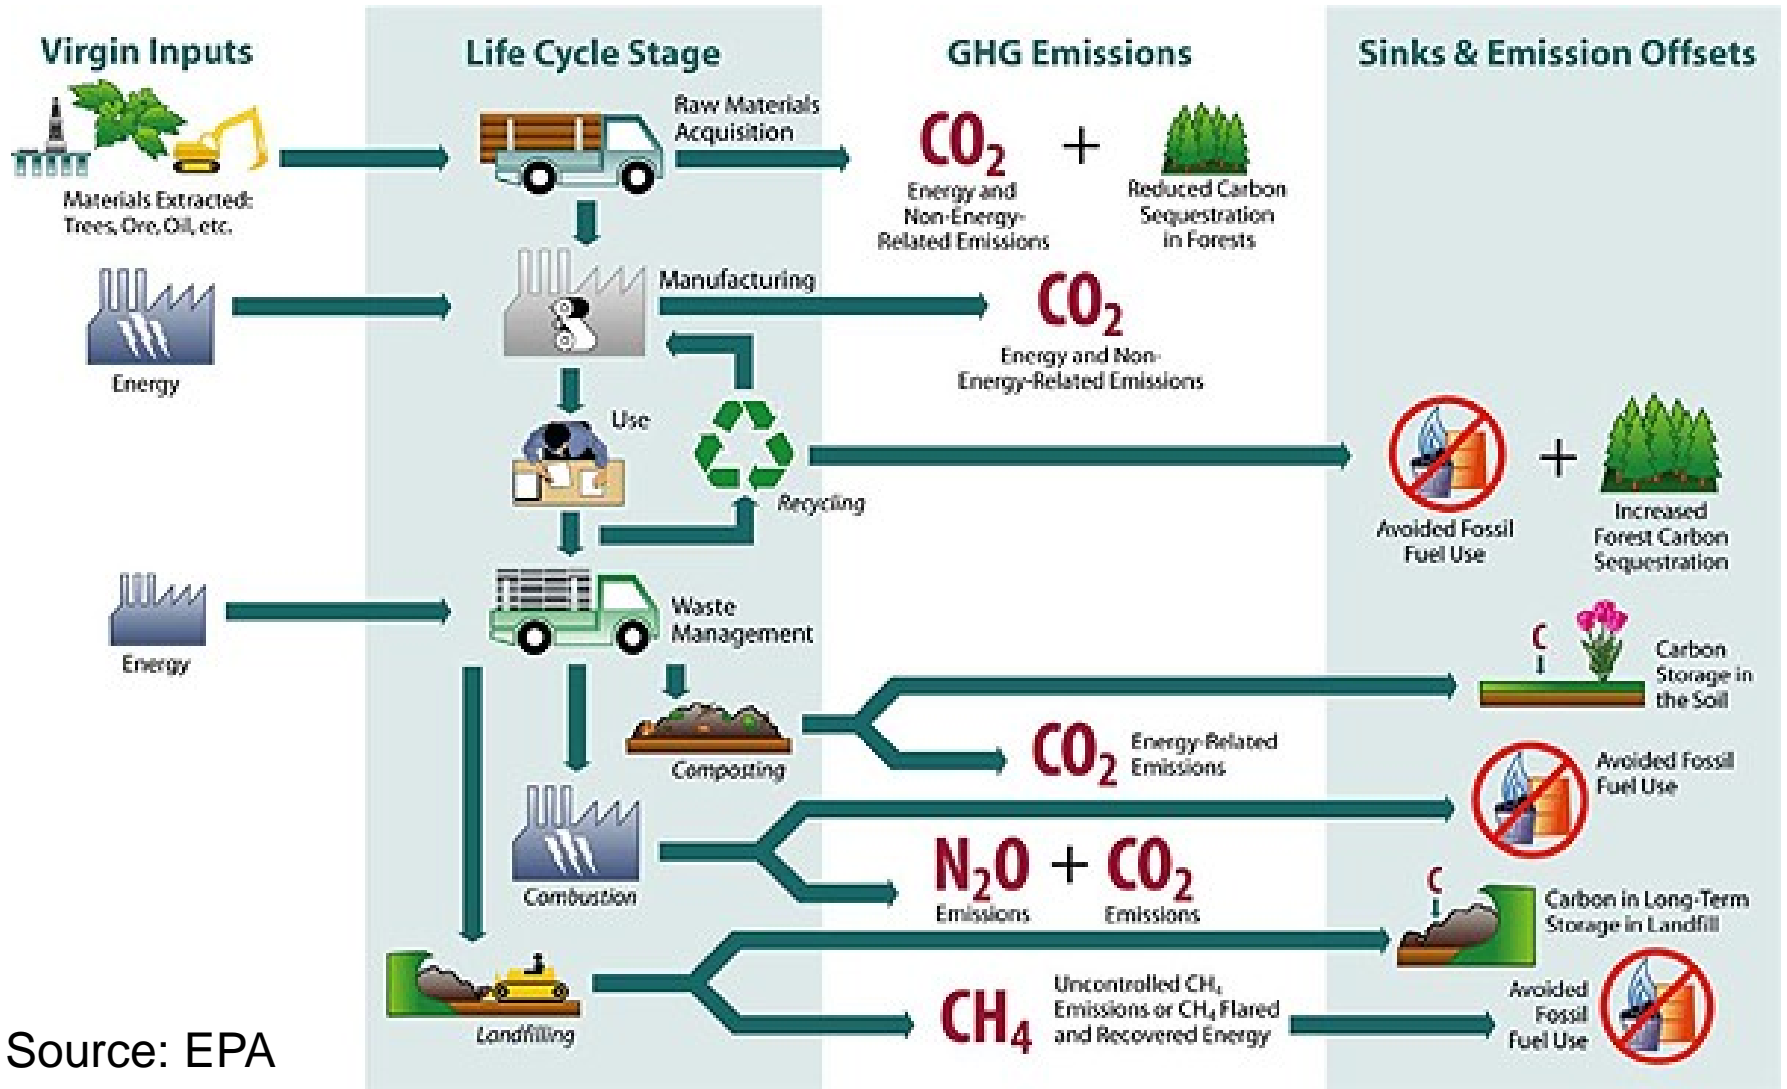 Virgin Inputs
Life Cycle Stage
GHG Emissions
Sinks & Emission Offsets
Materials Extracted:
Trees, Ore, Oil, etc.
Raw Materials
Acquisition
CO2
Energy and
Non-Energy-
Related Emissions
+
Reduced Carbon
Sequestration
in Forests
Energy
Manufacturing
CO2
Energy and Non-
Energy-Related Emissions
Use
Recycling
Avoided Fossil
Fuel Use
+
Increased
Forest Carbon
Sequestration
Energy
Waste
Management
Composting
C
Carbon
Storage in
the Soil
CO2
Energy-Related
Emissions
Combustion
Avoided Fossil
Fuel Use
N2O
Emissions
+
CO2
Emissions
Landfilling
C
Carbon in Long-Term
Storage in Landfill
CH4
Uncontrolled CH4
Emissions or CH4 Flared
and Recovered Energy
Avoided
Fossil
Fuel Use
Source: EPA